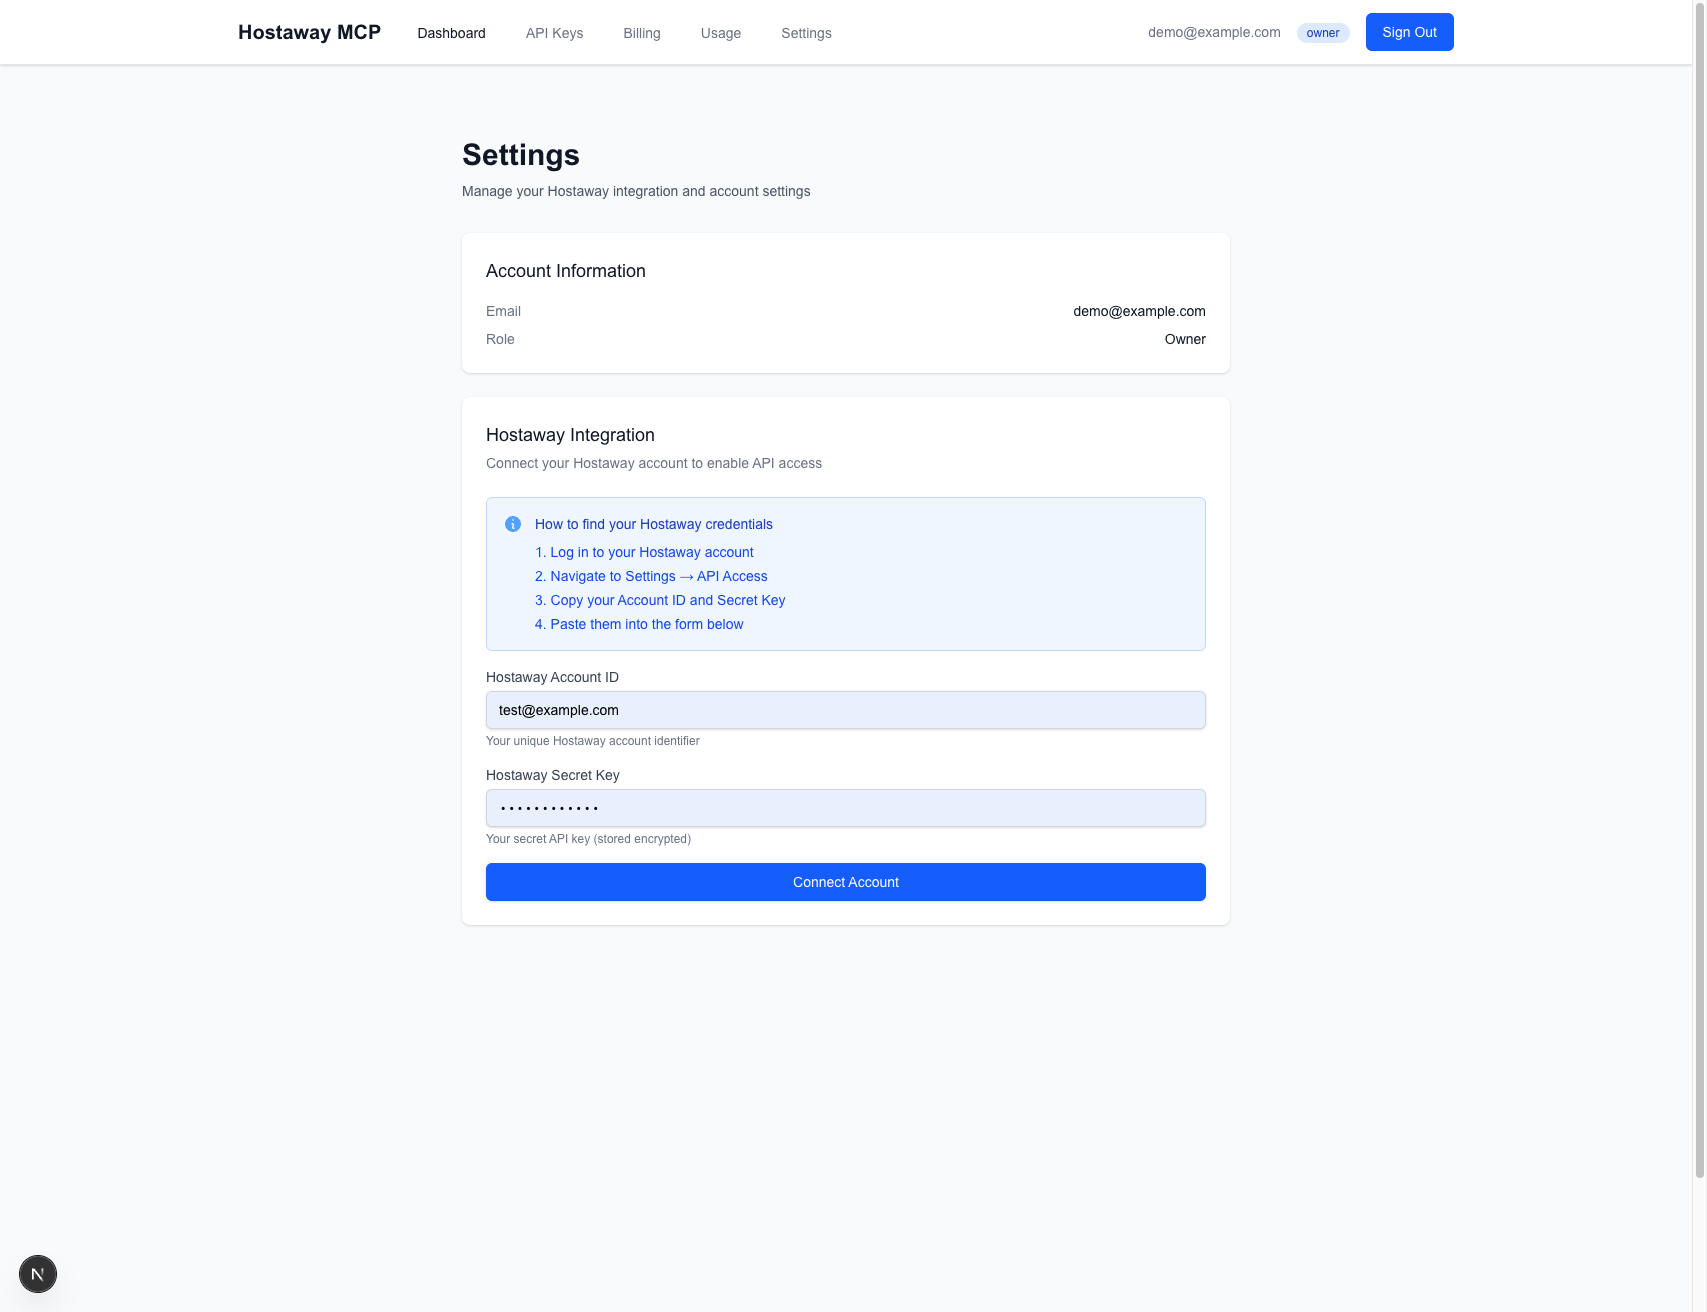 Hostaway MCP Dashboard API Keys Billing Usage Settings demo@example.com owner Sign Out
Settings
Manage your Hostaway integration and account settings
Account Information
Email demo@example.com
Role Owner
Hostaway Integration
Connect your Hostaway account to enable API access
How to find your Hostaway credentials
1. Log in to your Hostaway account
2. Navigate to Settings → API Access
3. Copy your Account ID and Secret Key
4. Paste them into the form below
Hostaway Account ID
test@example.com
Your unique Hostaway account identifier
Hostaway Secret Key
••••••••••••
Your secret API key (stored encrypted)
Connect Account
N